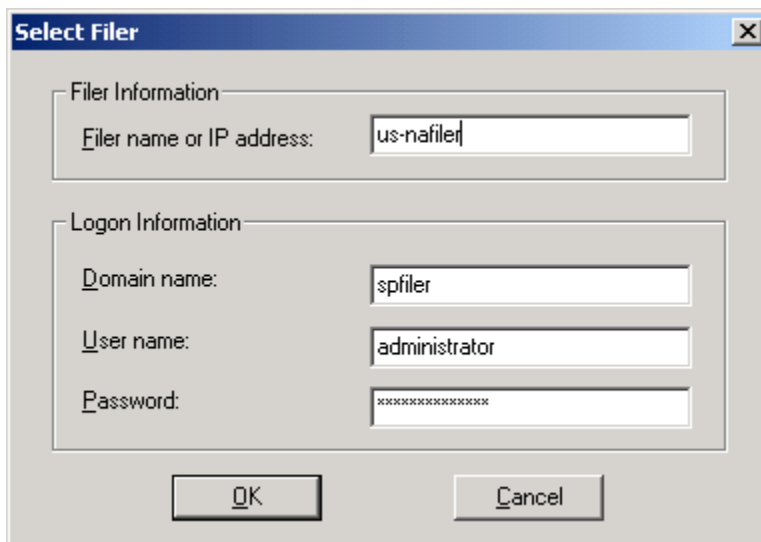 Select Filer
Filer Information
Filer name or IP address: us-nafiler
Logon Information
Domain name: spfiler
User name: administrator
Password: **************
OK Cancel